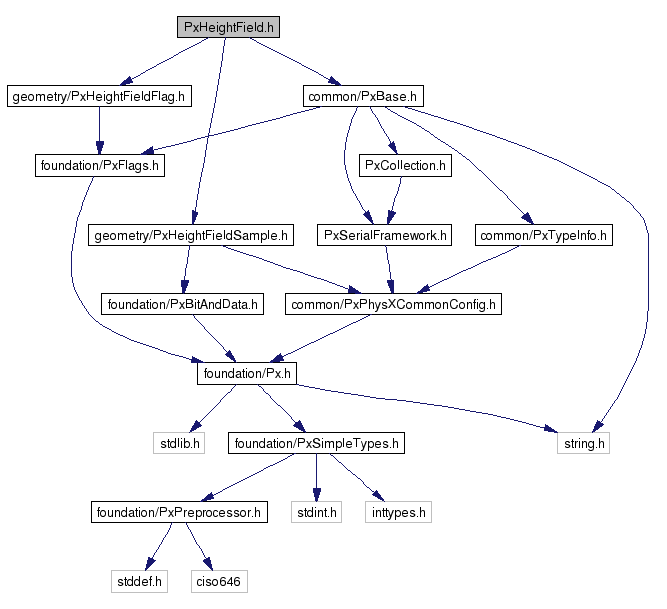 PxHeightField.h
geometry/PxHeightFieldFlag.h
common/PxBase.h
foundation/PxFlags.h
PxCollection.h
geometry/PxHeightFieldSample.h
PxSerialFramework.h
common/PxTypeInfo.h
foundation/PxBitAndData.h
common/PxPhysXCommonConfig.h
foundation/Px.h
stdlib.h
foundation/PxSimpleTypes.h
string.h
foundation/PxPreprocessor.h
stdint.h
inttypes.h
stddef.h
ciso646